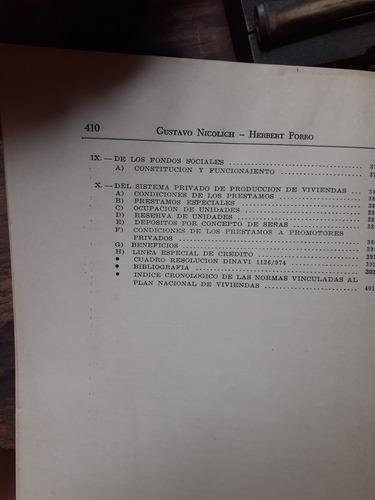 410
GUSTAVO NICOLICH – HERBERT PORRO
IX.—DE LOS FONDOS SOCIALES
A) CONSTITUCION Y FUNCIONAIENTO
X.—DEL SISTEMA PRIVADO DE PRODUCCION DE VIVIENDAS
A) CONDICIONES DE LOS PRESTAMOS
B) PRESTAMOS ESPECIALES
C) OCUPACION DE UNIDADES
D) RESERVA DE UNIDADES
E) DEPOSITOS POR CONCEPTO DE SEÑAS
F) CONDICIONES DE LOS PRESTAMOS A PROMOTORES
PRIVADOS
G) BENEFICIOS
H) LINEA ESPECIAL DE CREDITO
• CUADRO RESOLUCION DINAVI 1126/974
• BIBLIOGRAFIA
• INDICE CRONOLOGICO DE LAS NORMAS VINCULADAS AL
PLAN NACIONAL DE VIVIENDAS 401